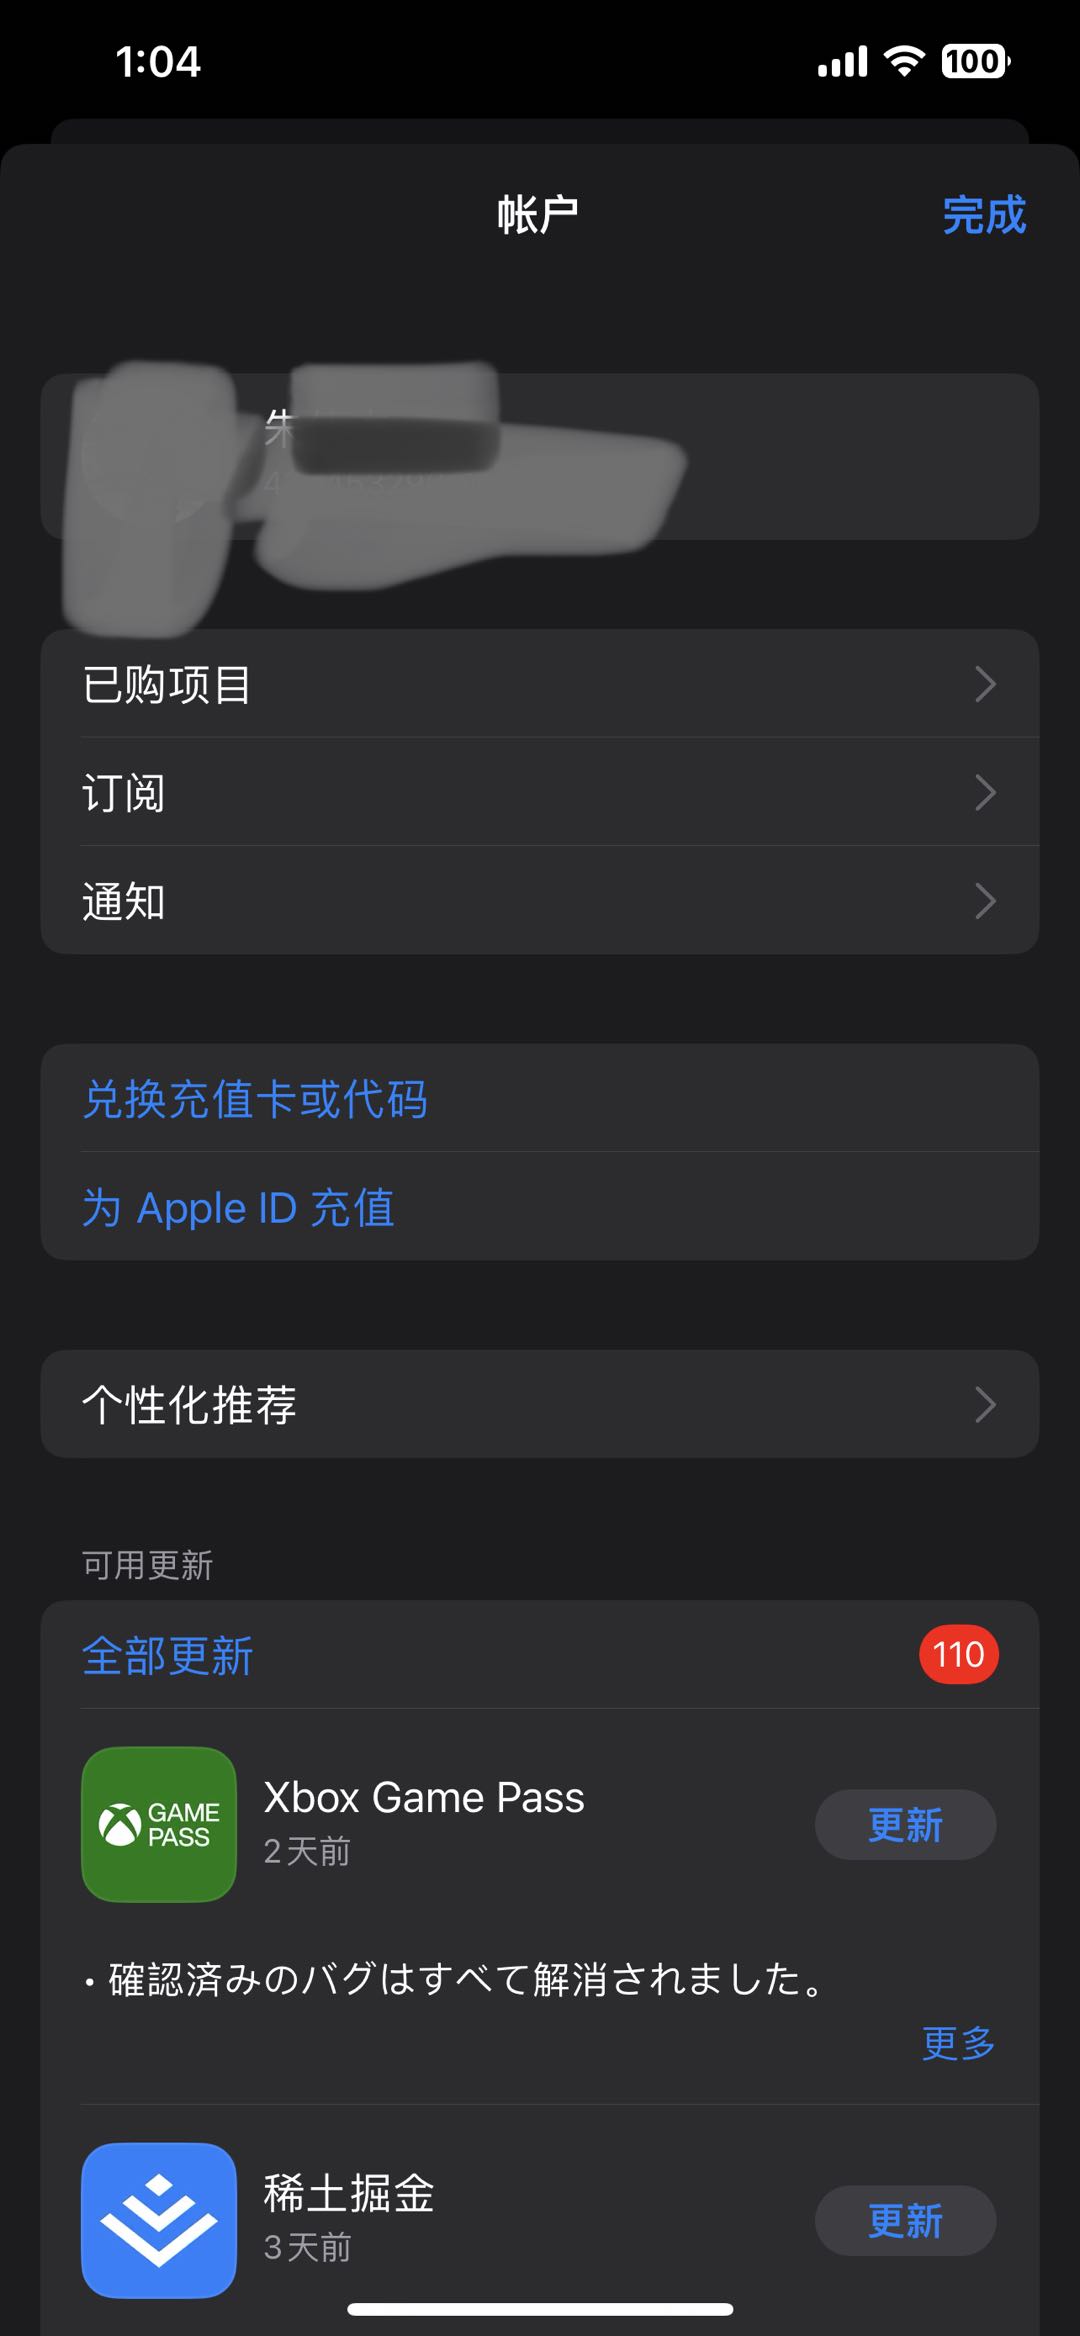 1:04
100
帐户
完成
朱
已购项目
订阅
通知
兑换充值卡或代码
为 Apple ID 充值
个性化推荐
可用更新
全部更新
110
GAME
PASS
Xbox Game Pass
2天前
更新
・確認済みのバグはすべて解消されました。
更多
稀土掘金
3天前
更新